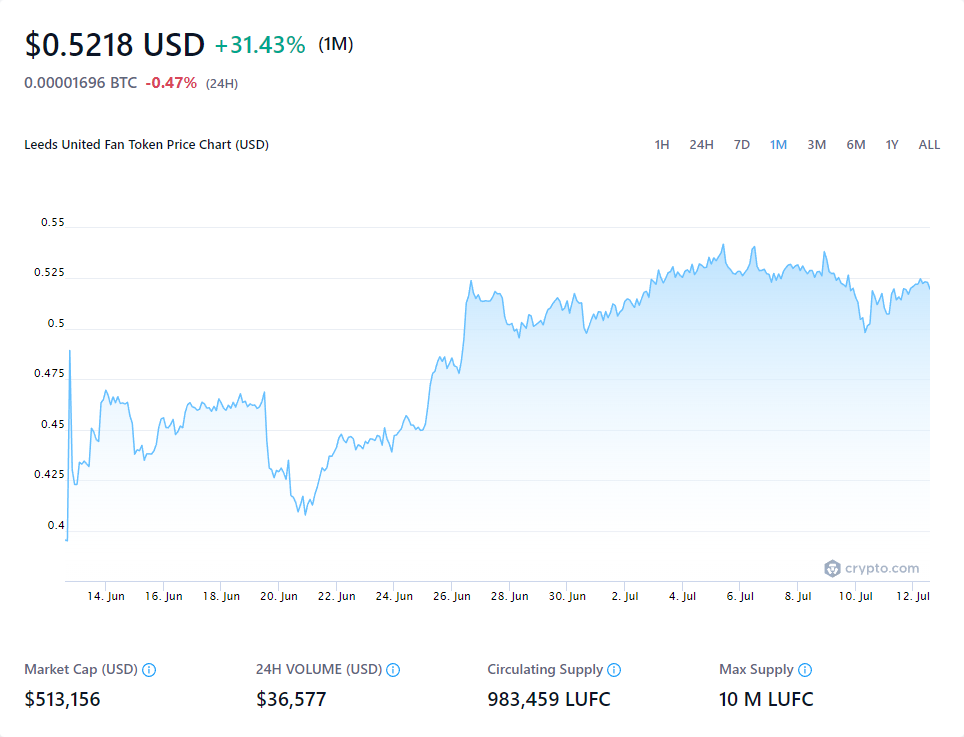 $0.5218 USD +31.43% (1M)
0.00001696 BTC -0.47% (24H)
Leeds United Fan Token Price Chart (USD) 1H 24H 7D 1M 3M 6M 1Y ALL
0.55
0.525
0.5
0.475
0.45
0.425
0.4
crypto.com
14. Jun 16. Jun 18. Jun 20. Jun 22. Jun 24. Jun 26. Jun 28. Jun 30. Jun 2. Jul 4. Jul 6. Jul 8. Jul 10. Jul 12. Jul
Market Cap (USD) 24H VOLUME (USD) Circulating Supply Max Supply
$513,156 $36,577 983,459 LUFC 10 M LUFC